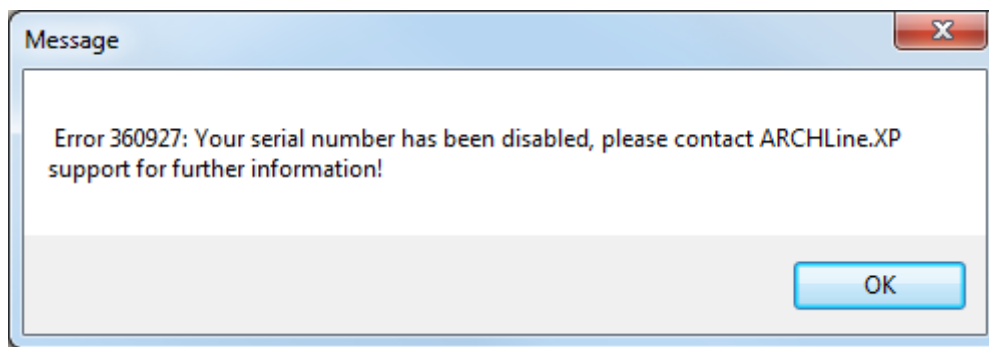 Message
Error 360927: Your serial number has been disabled, please contact ARCHLine.XP
support for further information!
OK